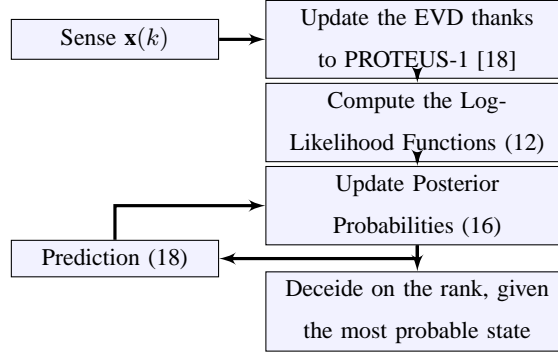 Sense x(k)
Update the EVD thanks
to PROTEUS-1 [18]
Compute the Log-
Likelihood Functions (12)
Update Posterior
Probabilities (16)
Prediction (18)
Deceide on the rank, given
the most probable state